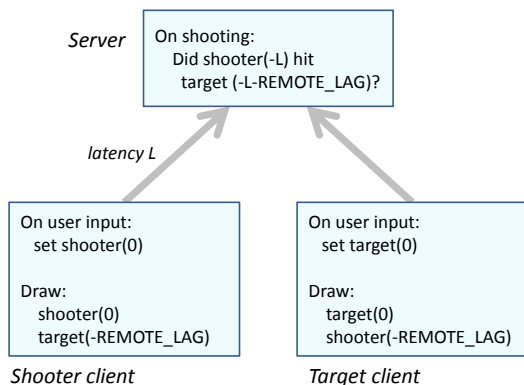 Server
On shooting:
Did shooter(-L) hit
target (-L-REMOTE_LAG)?
latency L
On user input:
set shooter(0)
Draw:
shooter(0)
target(-REMOTE_LAG)
Shooter client
On user input:
set target(0)
Draw:
target(0)
shooter(-REMOTE_LAG)
Target client